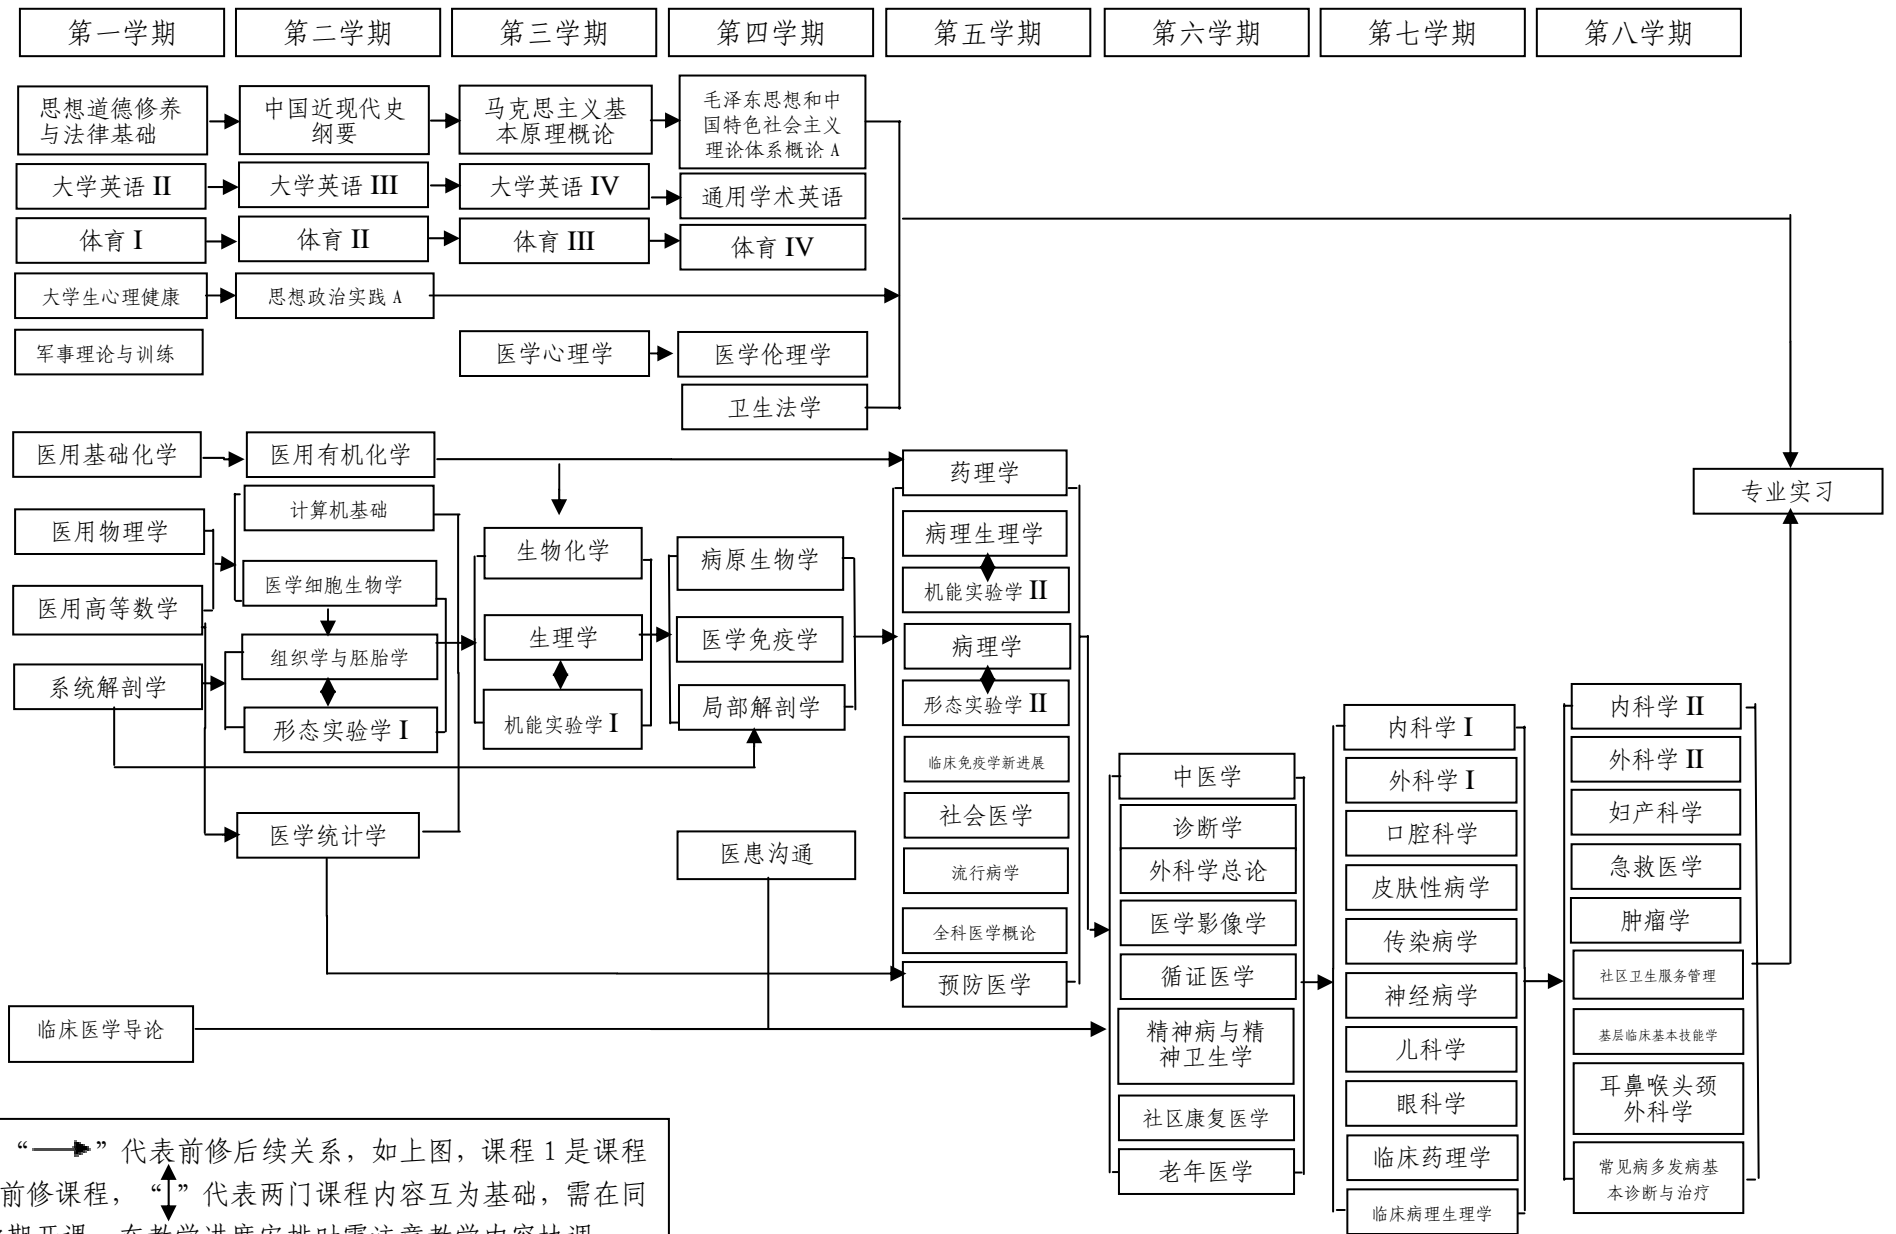 第一学期
第二学期
第三学期
第四学期
第五学期
第六学期
第七学期
第八学期
思想道德修养
与法律基础
中国近现代史
纲要
马克思主义基
本原理概论
毛泽东思想和中
国特色社会主义
理论体系概论 A
大学英语 II
大学英语 III
大学英语 IV
通用学术英语
体育 I
体育 II
体育 III
体育 IV
大学生心理健康
思想政治实践 A
军事理论与训练
医学心理学
医学伦理学
卫生法学
医用基础化学
医用有机化学
医用物理学
计算机基础
医用高等数学
医学细胞生物学
系统解剖学
组织学与胚胎学
形态实验学 I
医学统计学
生物化学
生理学
机能实验学 I
病原生物学
医学免疫学
局部解剖学
医患沟通
临床医学导论
药理学
病理生理学
机能实验学 II
病理学
形态实验学 II
临床免疫学新进展
社会医学
流行病学
全科医学概论
预防医学
中医学
诊断学
外科学总论
医学影像学
循证医学
精神病与精
神卫生学
社区康复医学
老年医学
内科学 I
外科学 I
口腔科学
皮肤性病学
传染病学
神经病学
儿科学
眼科学
临床药理学
临床病理生理学
内科学 II
外科学 II
妇产科学
急救医学
肿瘤学
社区卫生服务管理
基层临床基本技能学
耳鼻喉头颈
外科学
常见病多发病基
本诊断与治疗
专业实习
“→”代表前修后续关系，如上图，课程 1 是课程
前修课程，“↕”代表两门课程内容互为基础，需在同
期开课，在教学进度安排时需注意教学内容协调